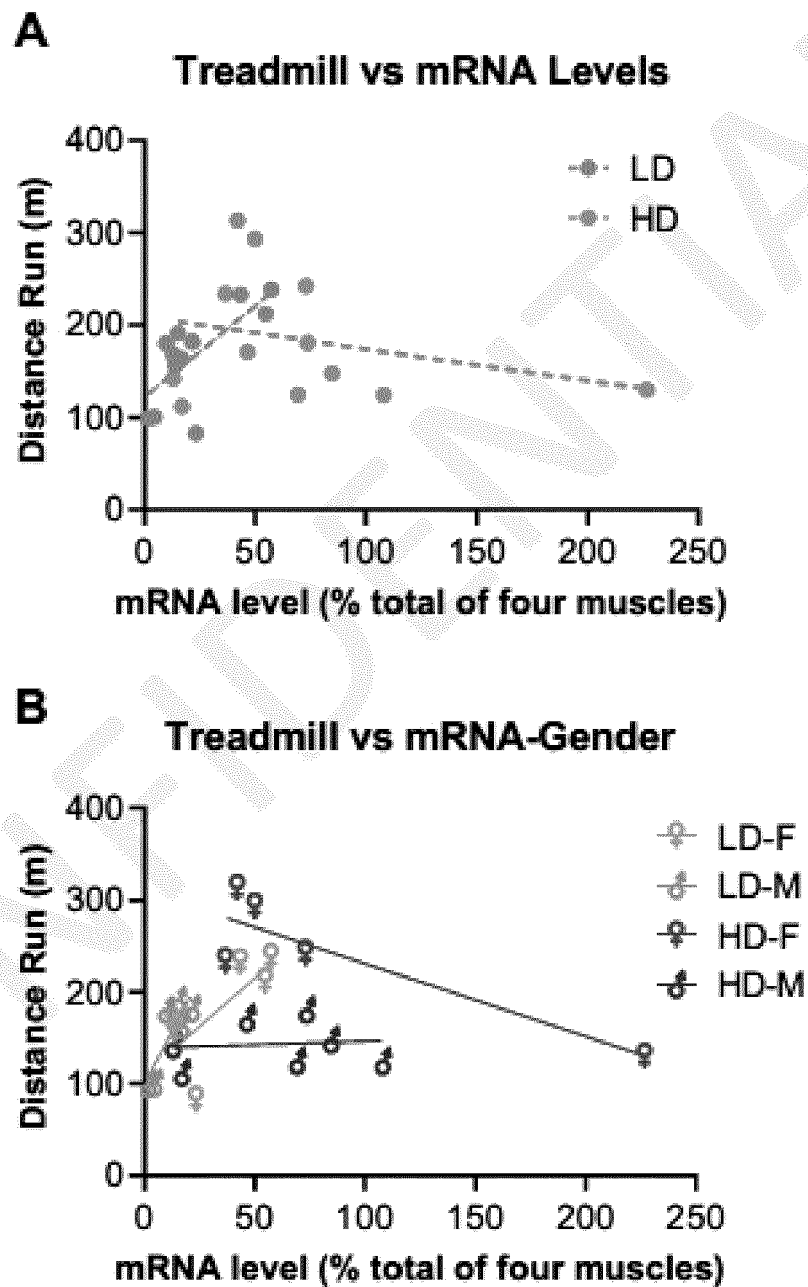 A
Treadmill vs mRNA Levels
400
300
200
100
0
Distance Run (m)
LD
HD
0 50 100 150 200 250
mRNA level (% total of four muscles)
B
Treadmill vs mRNA-Gender
400
300
200
100
0
Distance Run (m)
LD-F
LD-M
HD-F
HD-M
0 50 100 150 200 250
mRNA level (% total of four muscles)